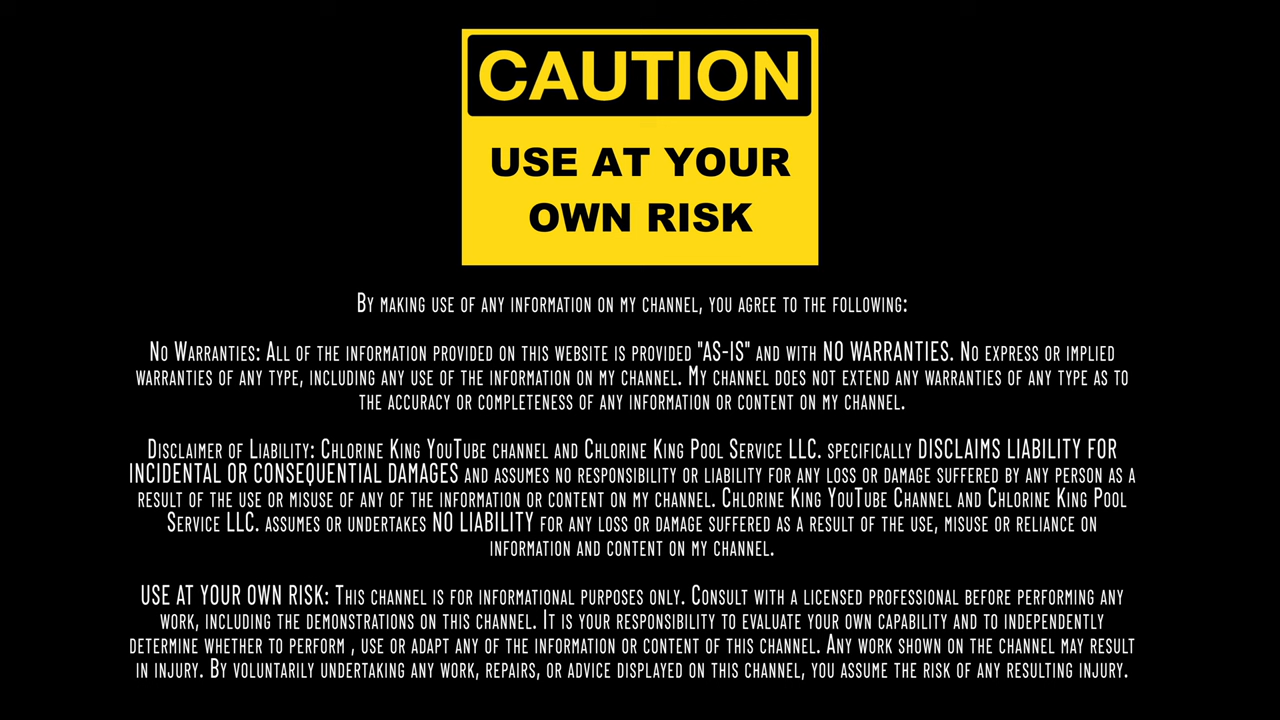 CAUTION
USE AT YOUR
OWN RISK
By making use of any information on my channel, you agree to the following:
No Warranties: All of the information provided on this website is provided "AS-IS" and with NO WARRANTIES. No express or implied
warranties of any type, including any use of the information on my channel. My channel does not extend any warranties of any type as to
the accuracy or completeness of any information or content on my channel.
Disclaimer of Liability: Chlorine King YouTube channel and Chlorine King Pool Service LLC. specifically DISCLAIMS LIABILITY FOR
INCIDENTAL OR CONSEQUENTIAL DAMAGES and assumes no responsibility or liability for any loss or damage suffered by any person as a
result of the use or misuse of any of the information or content on my channel. Chlorine King YouTube Channel and Chlorine King Pool
Service LLC. assumes or undertakes NO LIABILITY for any loss or damage suffered as a result of the use, misuse or reliance on
information and content on my channel.
USE AT YOUR OWN RISK: This channel is for informational purposes only. Consult with a licensed professional before performing any
work, including the demonstrations on this channel. It is your responsibility to evaluate your own capability and to independently
determine whether to perform , use or adapt any of the information or content of this channel. Any work shown on the channel may result
in injury. By voluntarily undertaking any work, repairs, or advice displayed on this channel, you assume the risk of any resulting injury.